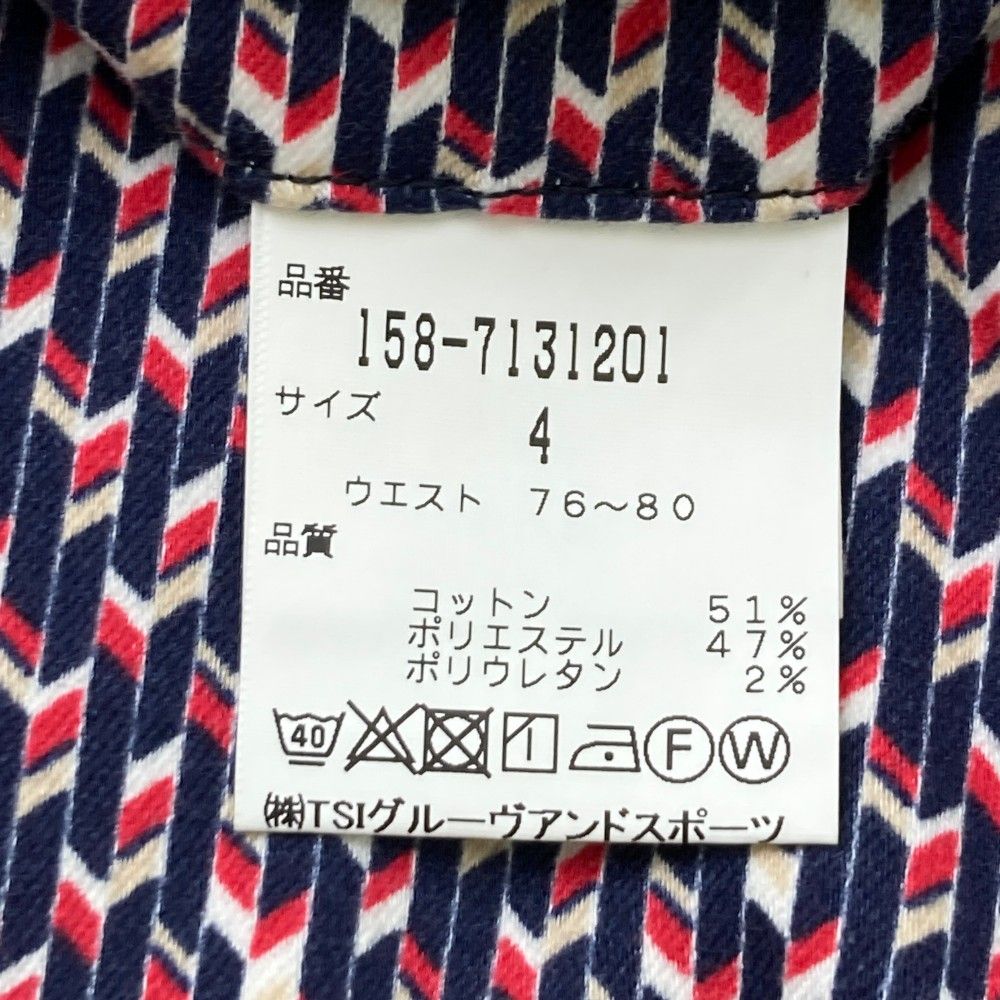 品番
158-7131201
サイズ
4
ウエスト 76～80
品質
コットン 51%
ポリエステル 47%
ポリウレタン 2%
40 F W
㈱TSIグルーヴアンドスポーツ